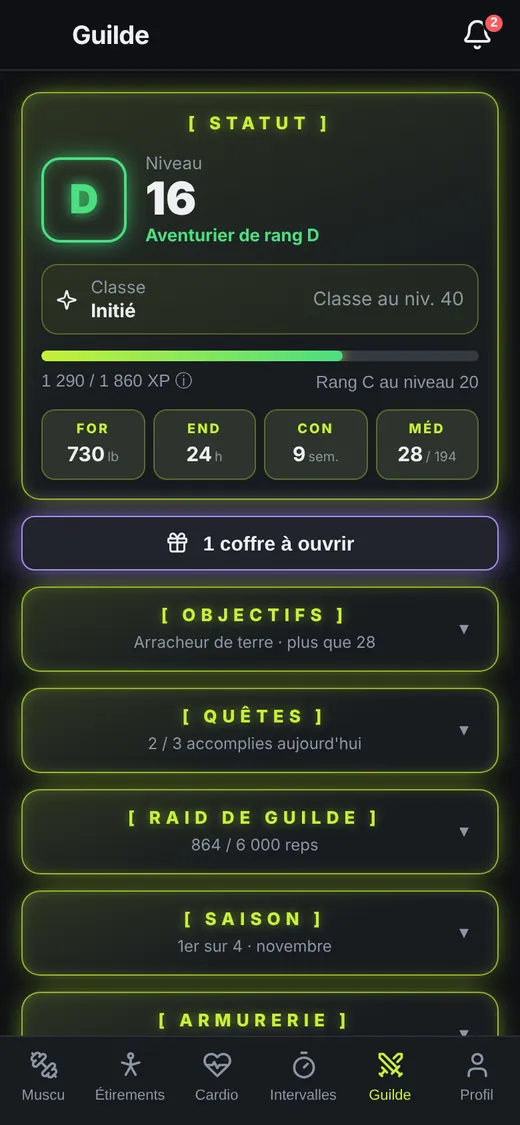 Guilde
2
[ STATUT ]
D
Niveau
16
Aventurier de rang D
Classe
Initié
Classe au niv. 40
1 290 / 1 860 XP ⓘ
Rang C au niveau 20
FOR
730 lb
END
24 h
CON
9 sem.
MÉD
28 / 194
1 coffre à ouvrir
[ OBJECTIFS ]
Arracheur de terre · plus que 28
▼
[ QUÊTES ]
2 / 3 accomplies aujourd'hui
▼
[ RAID DE GUILDE ]
864 / 6 000 reps
▼
[ SAISON ]
1er sur 4 · novembre
▼
[ ARMURERIE ]
▼
Muscu
Étirements
Cardio
Intervalles
Guilde
Profil